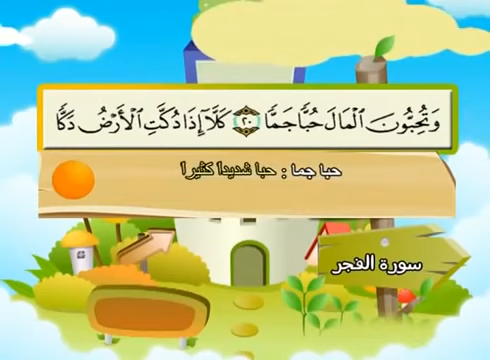 وَتُحِبُّونَ الْمَالَ حُبًّا جَمًّا ٢٠ كَلَّا إِذَا دُكَّتِ الْأَرْضُ دَكًّا
حبا جما : حبا شديدا كثيرا
سورة الفجر